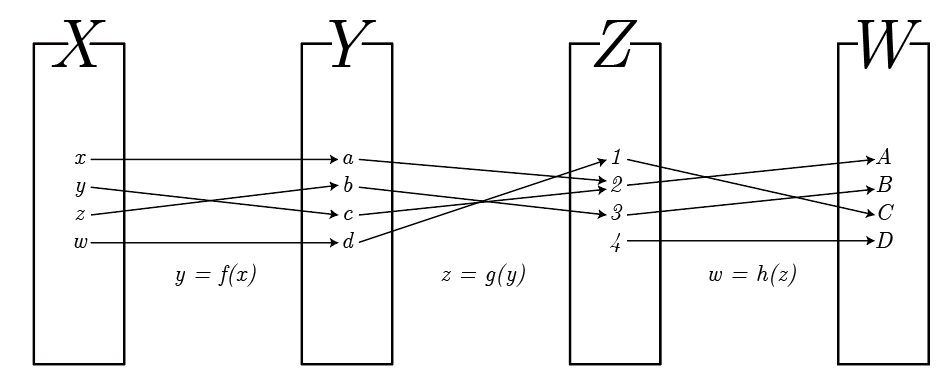 X Y Z W
x a 1 A
y b 2 B
z c 3 C
w d 4 D
y = f(x) z = g(y) w = h(z)